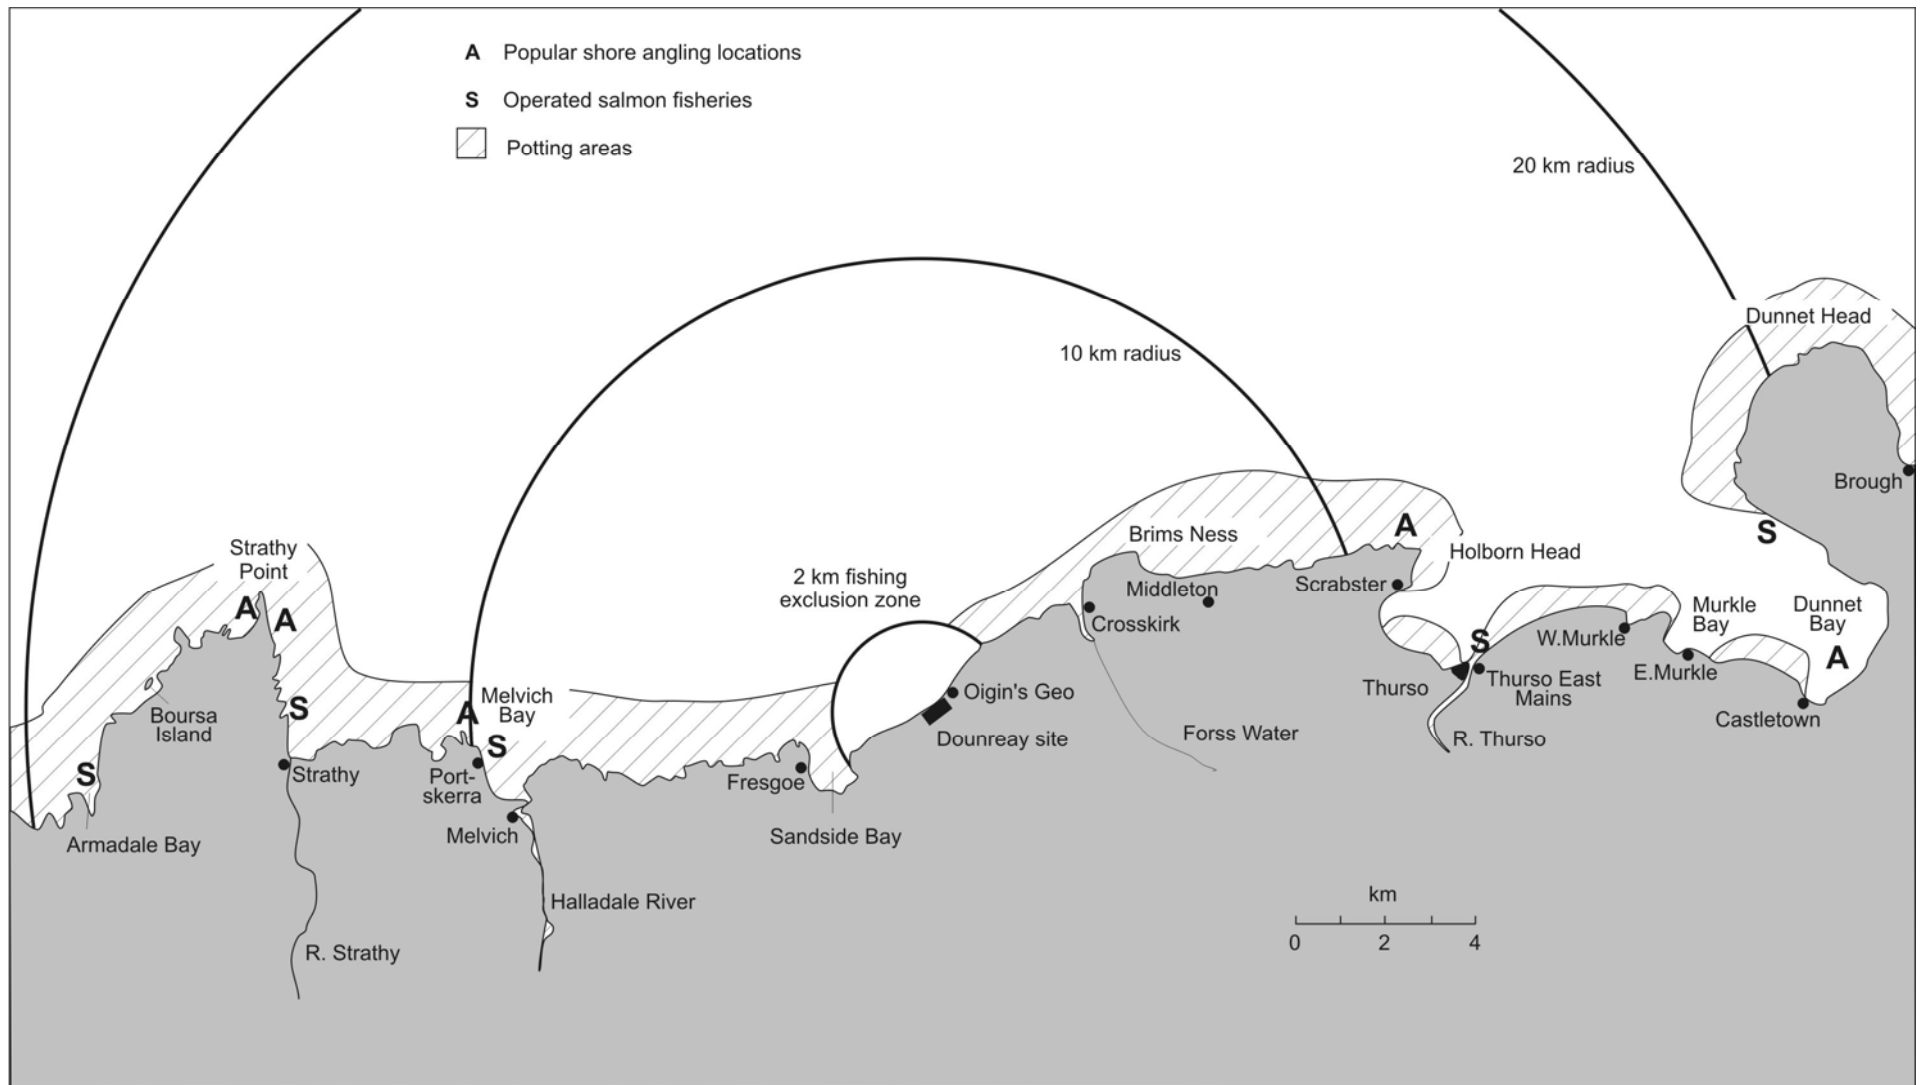 A Popular shore angling locations
S Operated salmon fisheries
Potting areas
20 km radius
Dunnet Head
10 km radius
Brough
S
A
Brims Ness
Strathy
Point
Holborn Head
2 km fishing
exclusion zone
Middleton
Scrabster
A
A
Murkle
Bay
Dunnet
Bay
Crosskirk
S
W.Murkle
A
E.Murkle
Thurso
Thurso East
Mains
Oigin's Geo
Melvich
Bay
A
S
Boursa
Island
Castletown
Dounreay site
Forss Water
R. Thurso
S
S
Strathy
Port-
skerra
Fresgoe
Melvich
Sandside Bay
Armadale Bay
Halladale River
km
0 2 4
R. Strathy